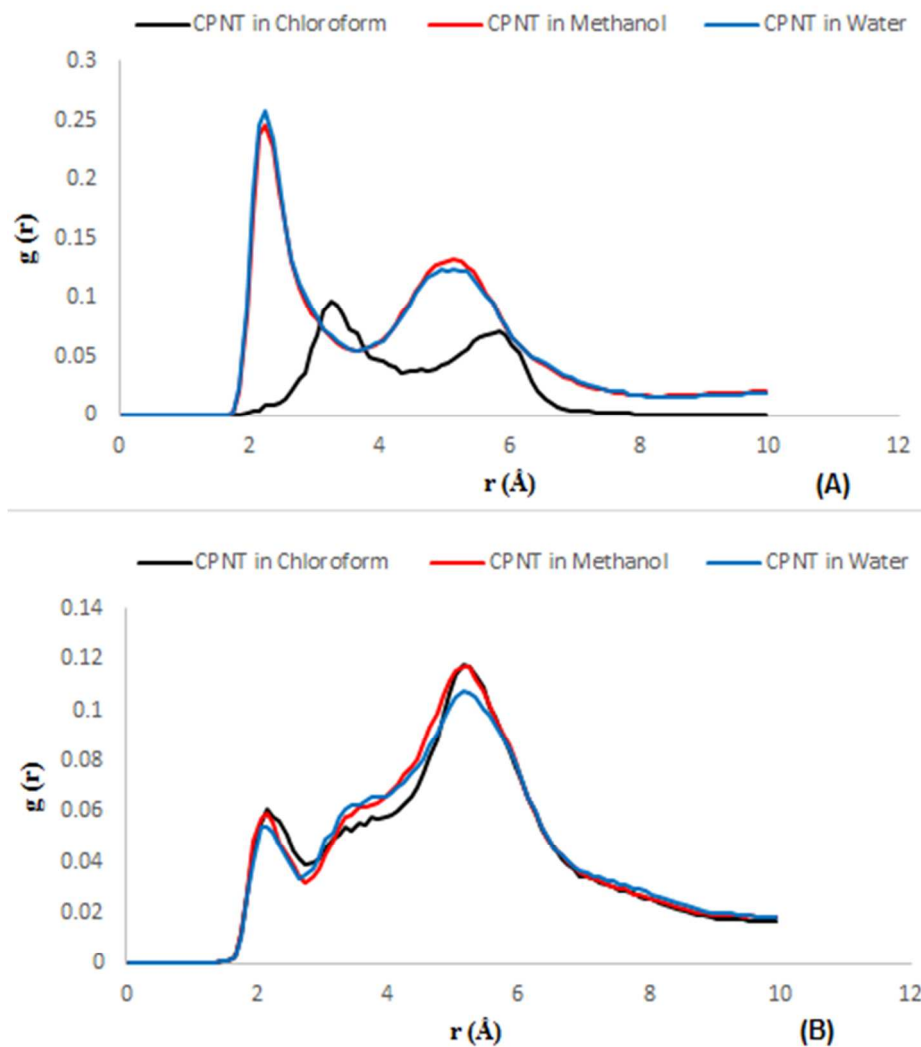 CPNT in Chloroform CPNT in Methanol CPNT in Water
0.3
0.25
0.2
0.15
0.1
0.05
0
g (r)
0 2 4 6 8 10 12
r (Å) (A)
CPNT in Chloroform CPNT in Methanol CPNT in Water
0.14
0.12
0.1
0.08
0.06
0.04
0.02
0
g (r)
0 2 4 6 8 10 12
r (Å) (B)